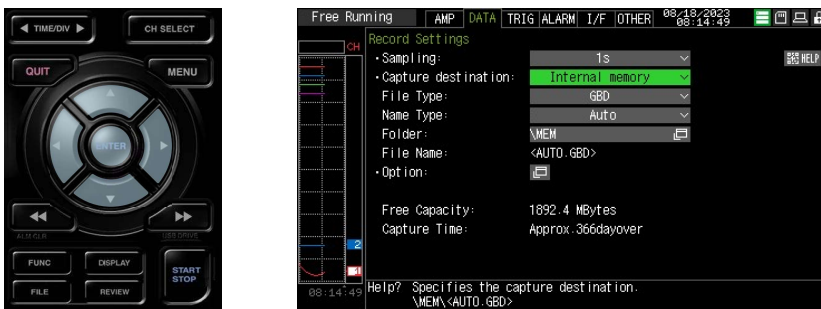 TIME/DIV
CH SELECT
QUIT
MENU
ENTER
ALM CLR
USB DRIVE
FUNC
DISPLAY
START
STOP
FILE
REVIEW
Free Running
AMP DATA TRIG ALARM I/F OTHER
08/18/2023
08:14:49
CH
Record Settings
•Sampling: 1s
HELP
•Capture destination: Internal memory
File Type: GBD
Name Type: Auto
Folder: \MEM
File Name: <AUTO.GBD>
•Option:
Free Capacity: 1892.4 MBytes
Capture Time: Approx.366dayover
2
08:14:49
Help? Specifies the capture destination.
\MEM\<AUTO.GBD>